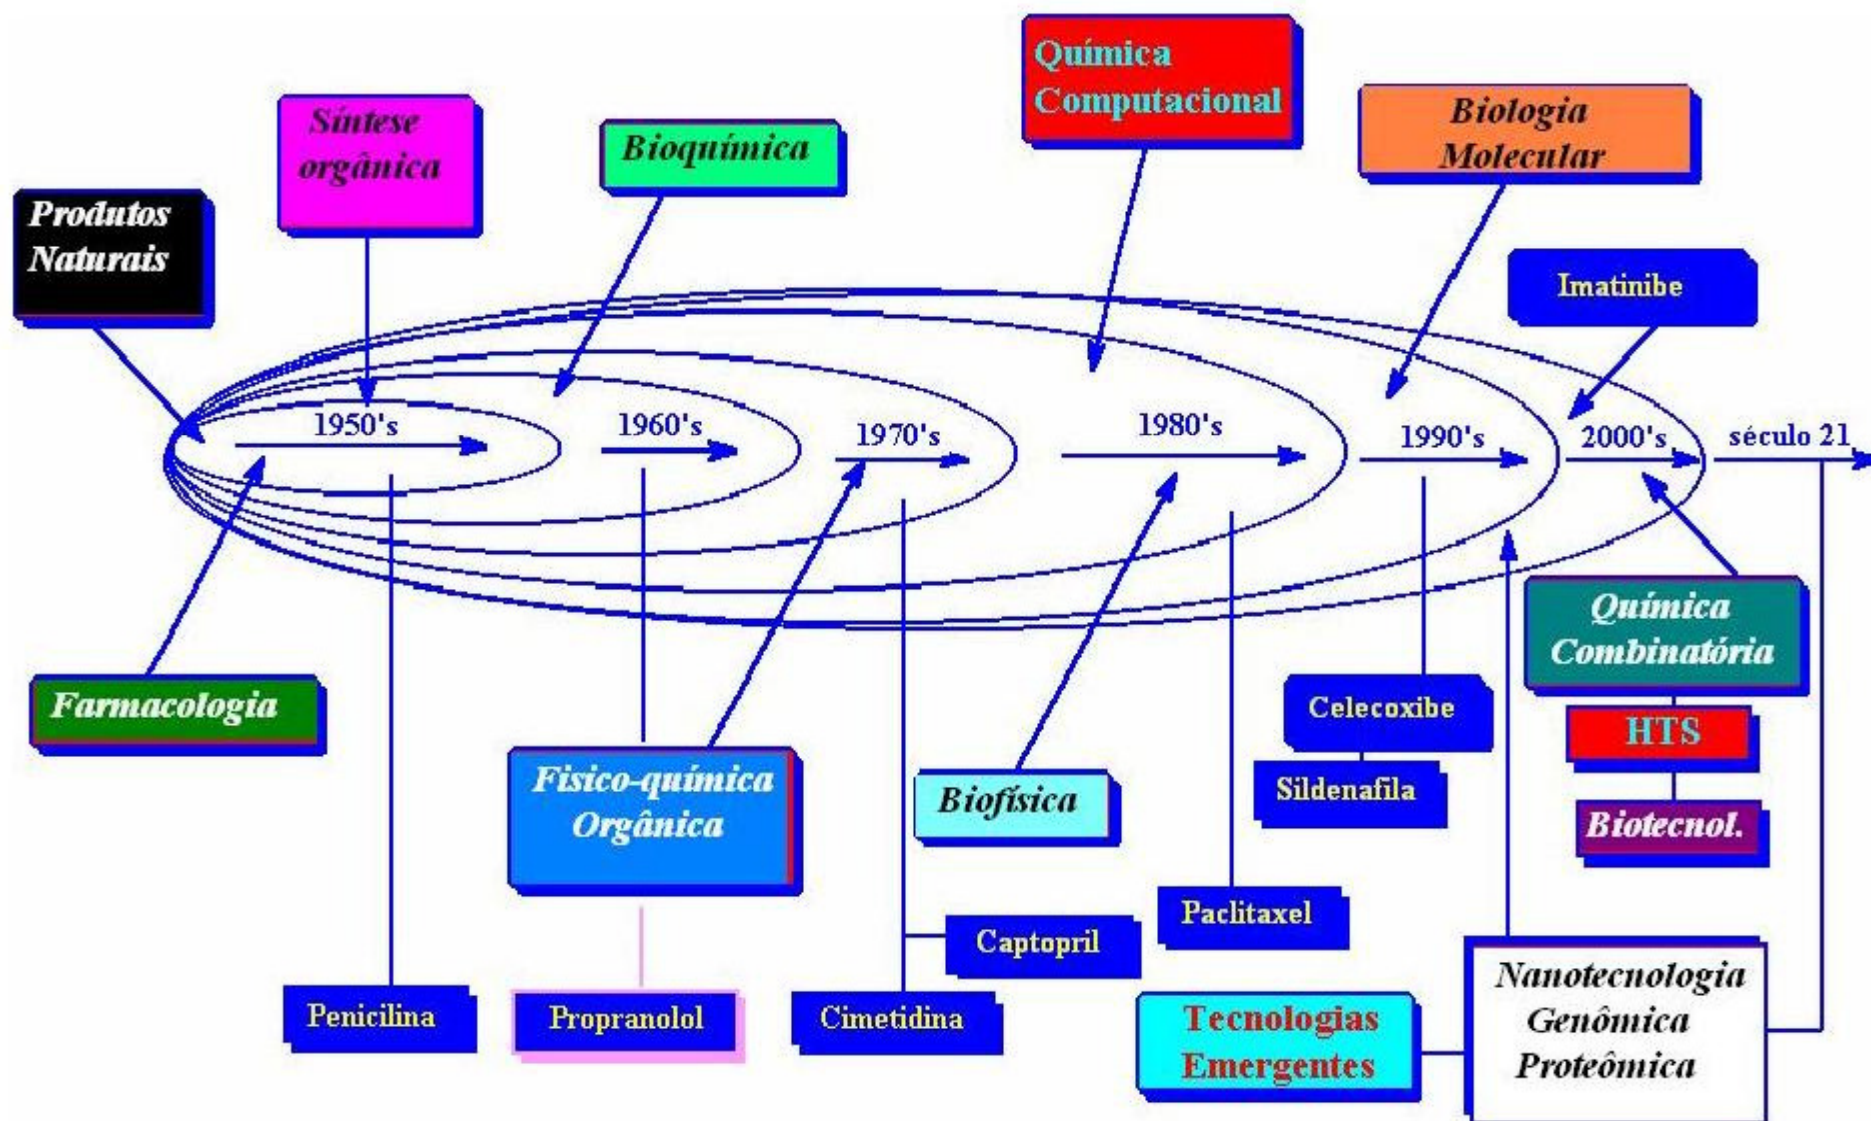 Química
Computacional
Síntese
orgânica
Bioquímica
Biologia
Molecular
Produtos
Naturais
Imatinibe
1950's
1960's
1970's
1980's
1990's
2000's
século 21
Farmacologia
Fisico-química
Orgânica
Biofísica
Celecoxibe
Sildenafila
Química
Combinatória
HTS
Biotecnol.
Paclitaxel
Captopril
Penicilina
Propranolol
Cimetidina
Tecnologias
Emergentes
Nanotecnologia
Genômica
Proteômica